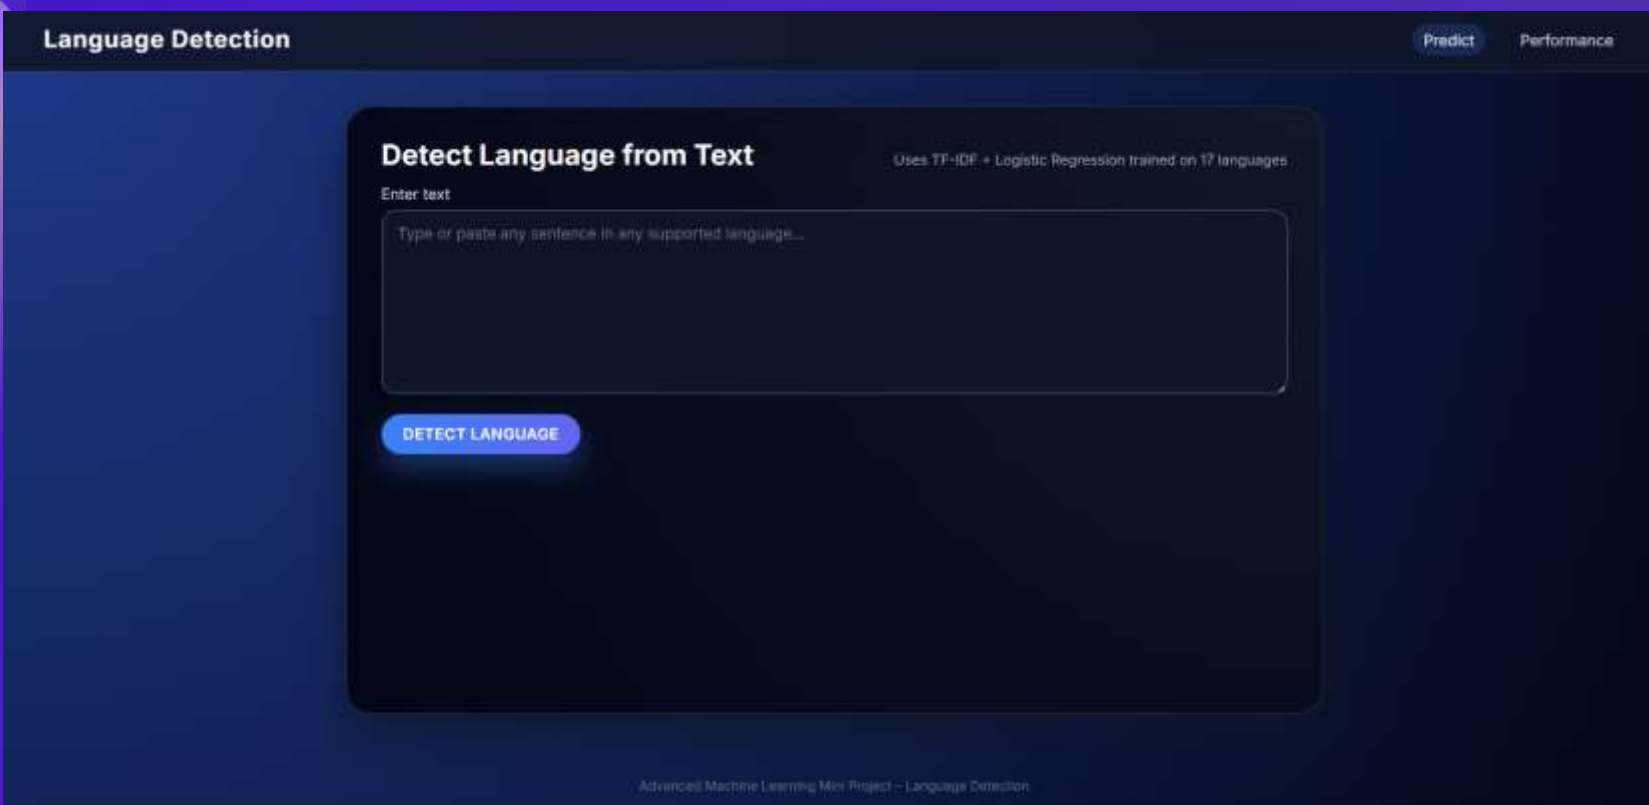 Language Detection
Predict
Performance
Detect Language from Text
Uses TF-IDF + Logistic Regression trained on 17 languages
Enter text
Type or paste any sentence in any supported language...
DETECT LANGUAGE
Advanced Machine Learning Mini Project – Language Detection